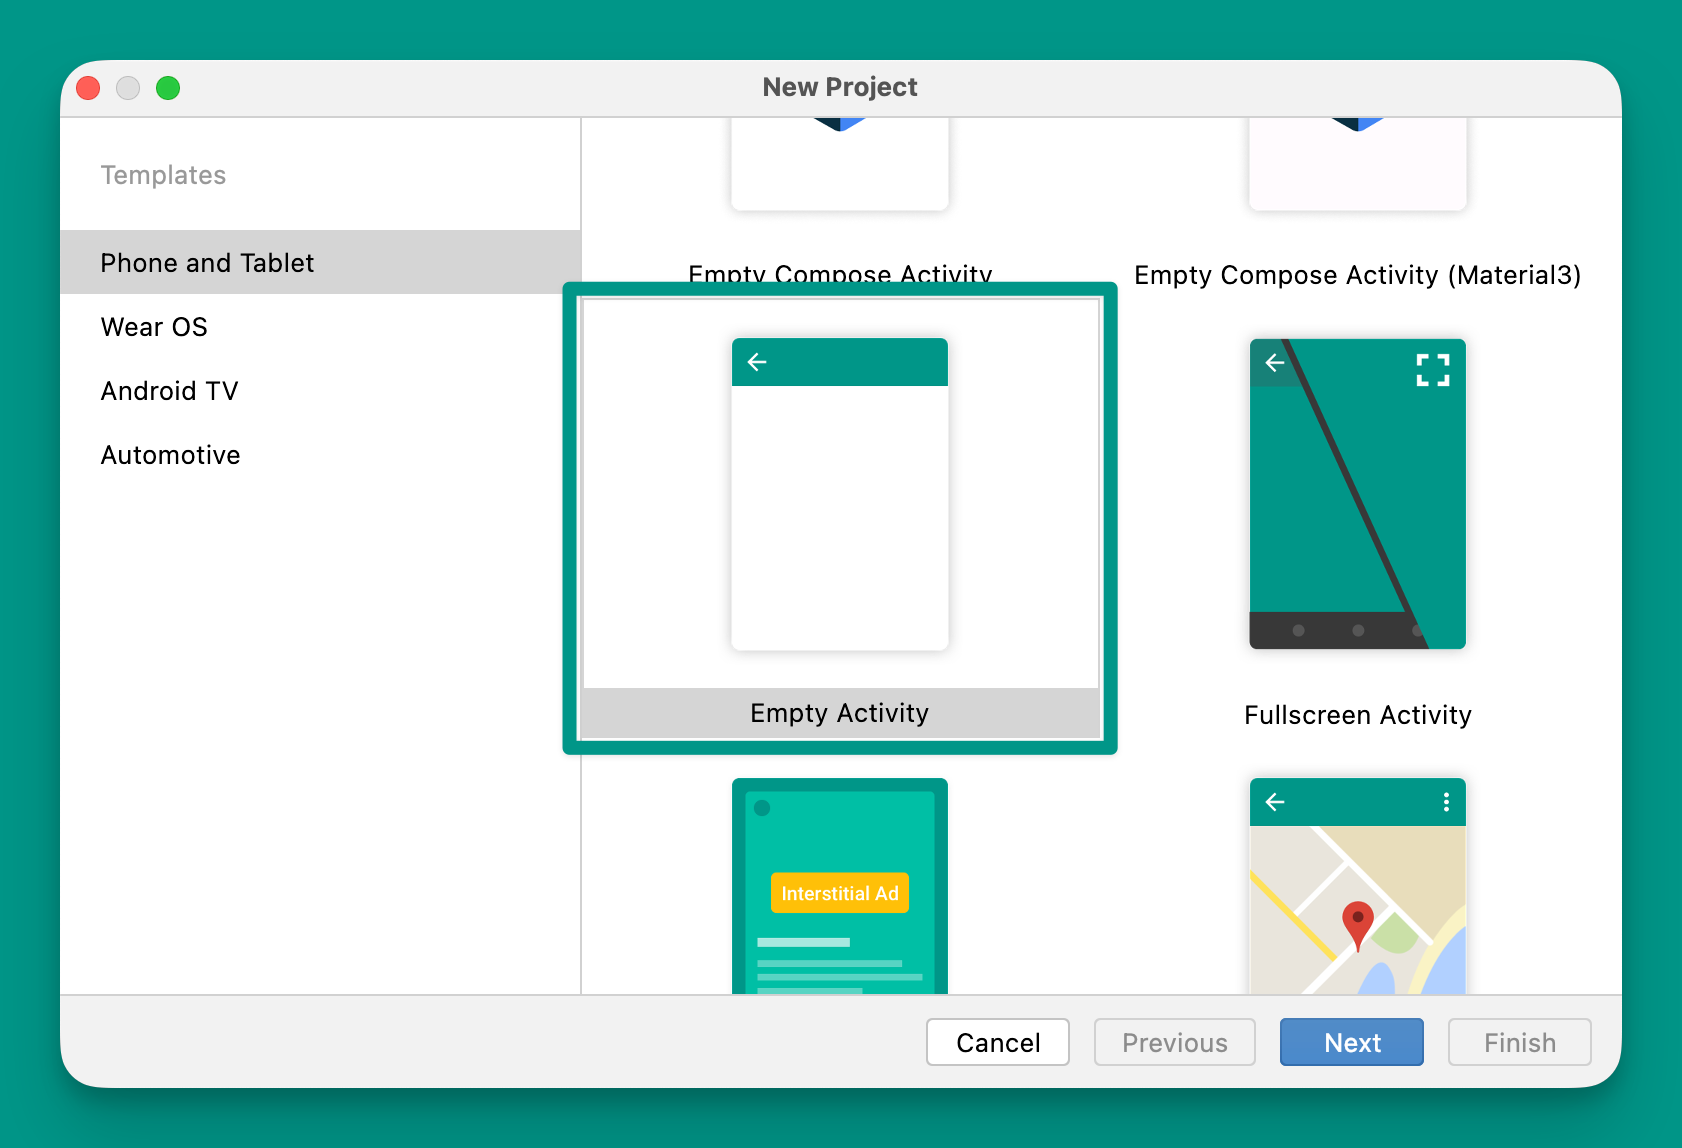 New Project
Templates
Phone and Tablet
Wear OS
Android TV
Automotive
Empty Compose Activity
Empty Compose Activity (Material3)
Empty Activity
Fullscreen Activity
Interstitial Ad
Cancel
Previous
Next
Finish